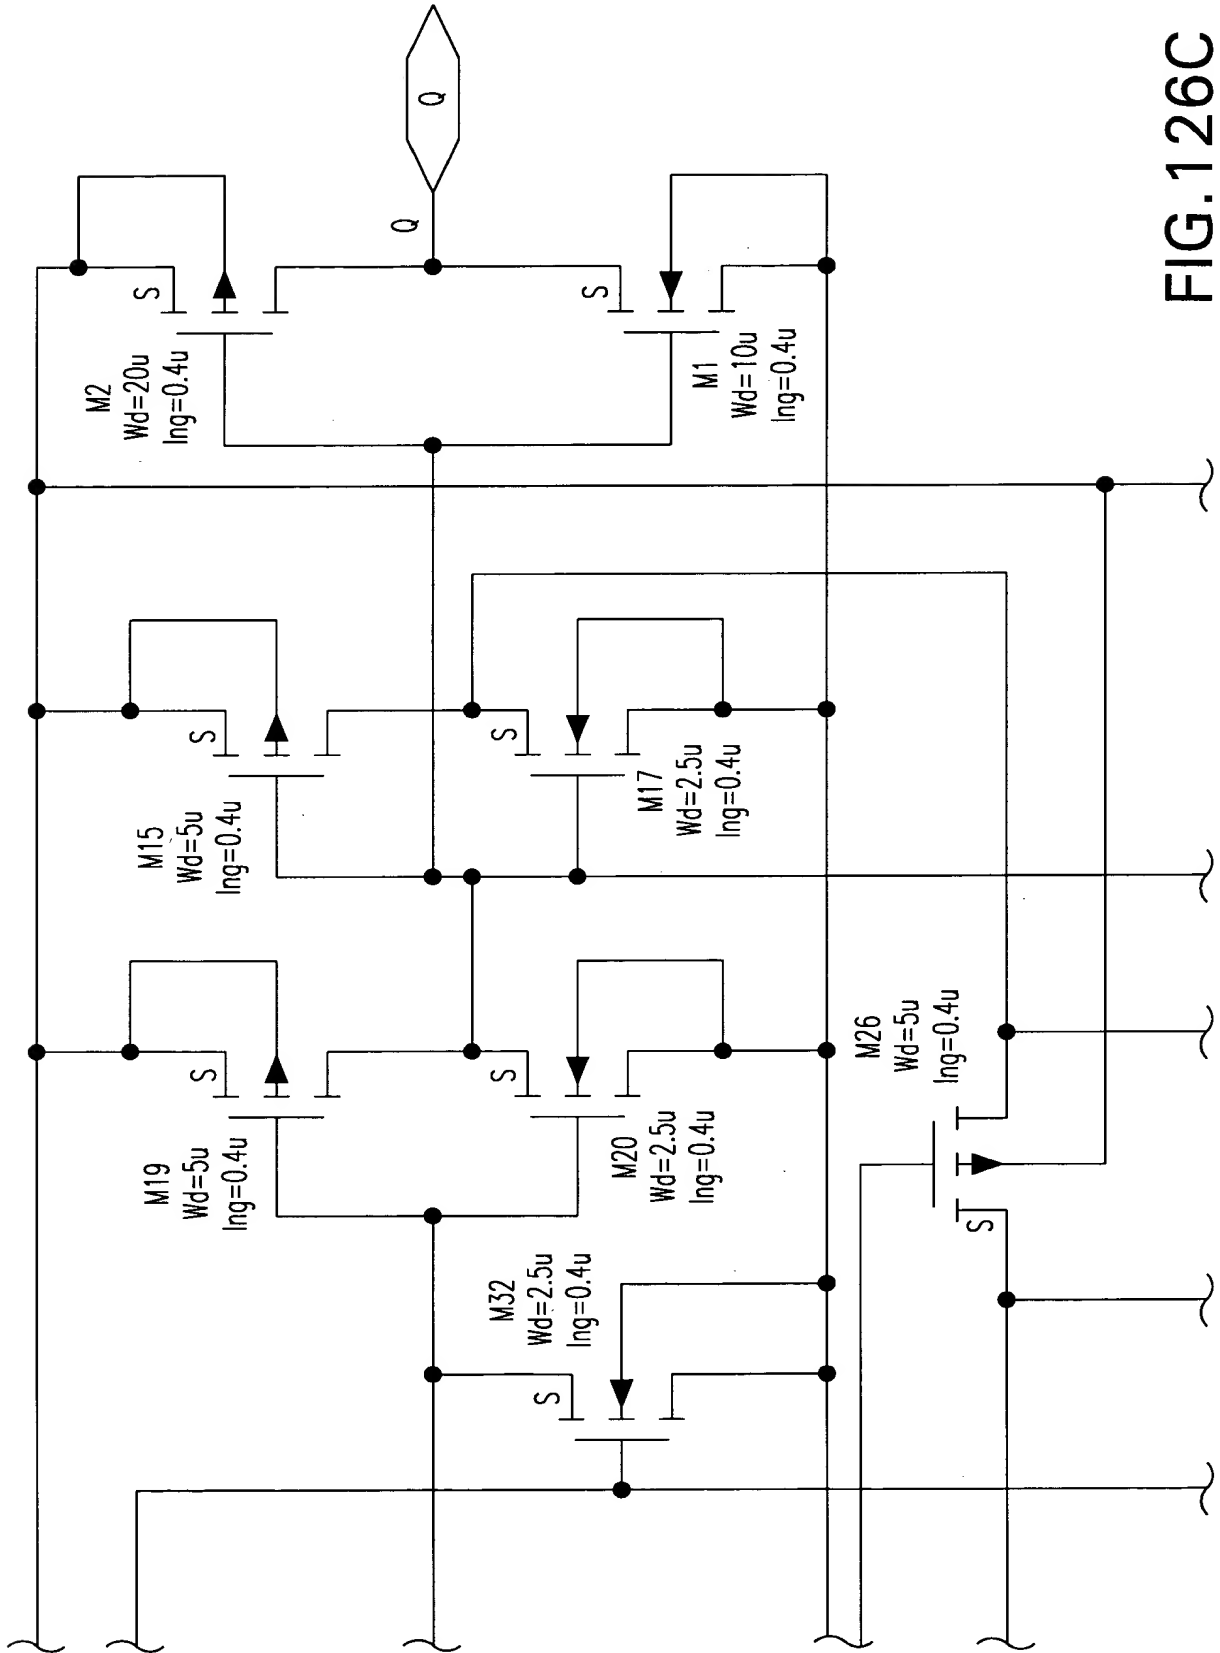 Q
Q
S
M2
Wd=20u
lng=0.4u
S
M1
Wd=10u
lng=0.4u
S
M15
Wd=5u
lng=0.4u
S
M17
Wd=2.5u
lng=0.4u
S
M19
Wd=5u
lng=0.4u
S
M20
Wd=2.5u
lng=0.4u
M26
Wd=5u
lng=0.4u
S
M32
Wd=2.5u
lng=0.4u
S
FIG.126C